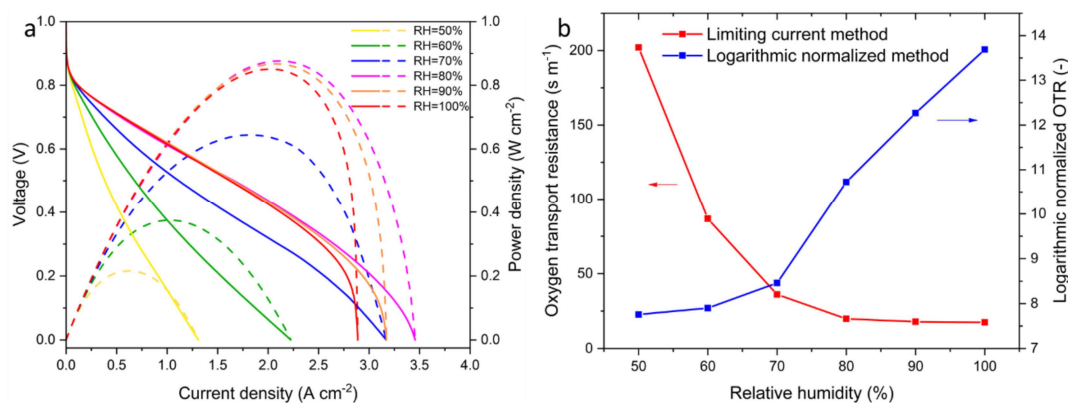 a
1.0
0.8
0.6
0.4
0.2
0.0
Voltage (V)
0.0 0.5 1.0 1.5 2.0 2.5 3.0 3.5 4.0
Current density (A cm-2)
1.0
0.8
0.6
0.4
0.2
0.0
Power density (W cm-2)
RH=50%
RH=60%
RH=70%
RH=80%
RH=90%
RH=100%
b
200
150
100
50
0
Oxygen transport resistance (s m-1)
50 60 70 80 90 100
Relative humidity (%)
14
13
12
11
10
9
8
7
Logarithmic normalized OTR (-)
Limiting current method
Logarithmic normalized method